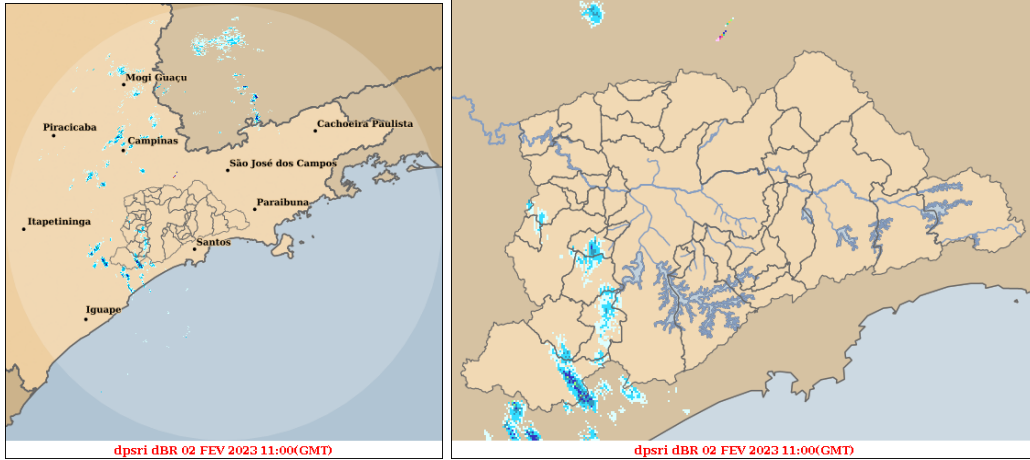 Mogi Guaçu
Piracicaba
Cachoeira Paulista
Campinas
São José dos Campos
Paraibuna
Itapetininga
Santos
Iguape
dpsri dBR 02 FEV 2023 11:00(GMT)
dpsri dBR 02 FEV 2023 11:00(GMT)